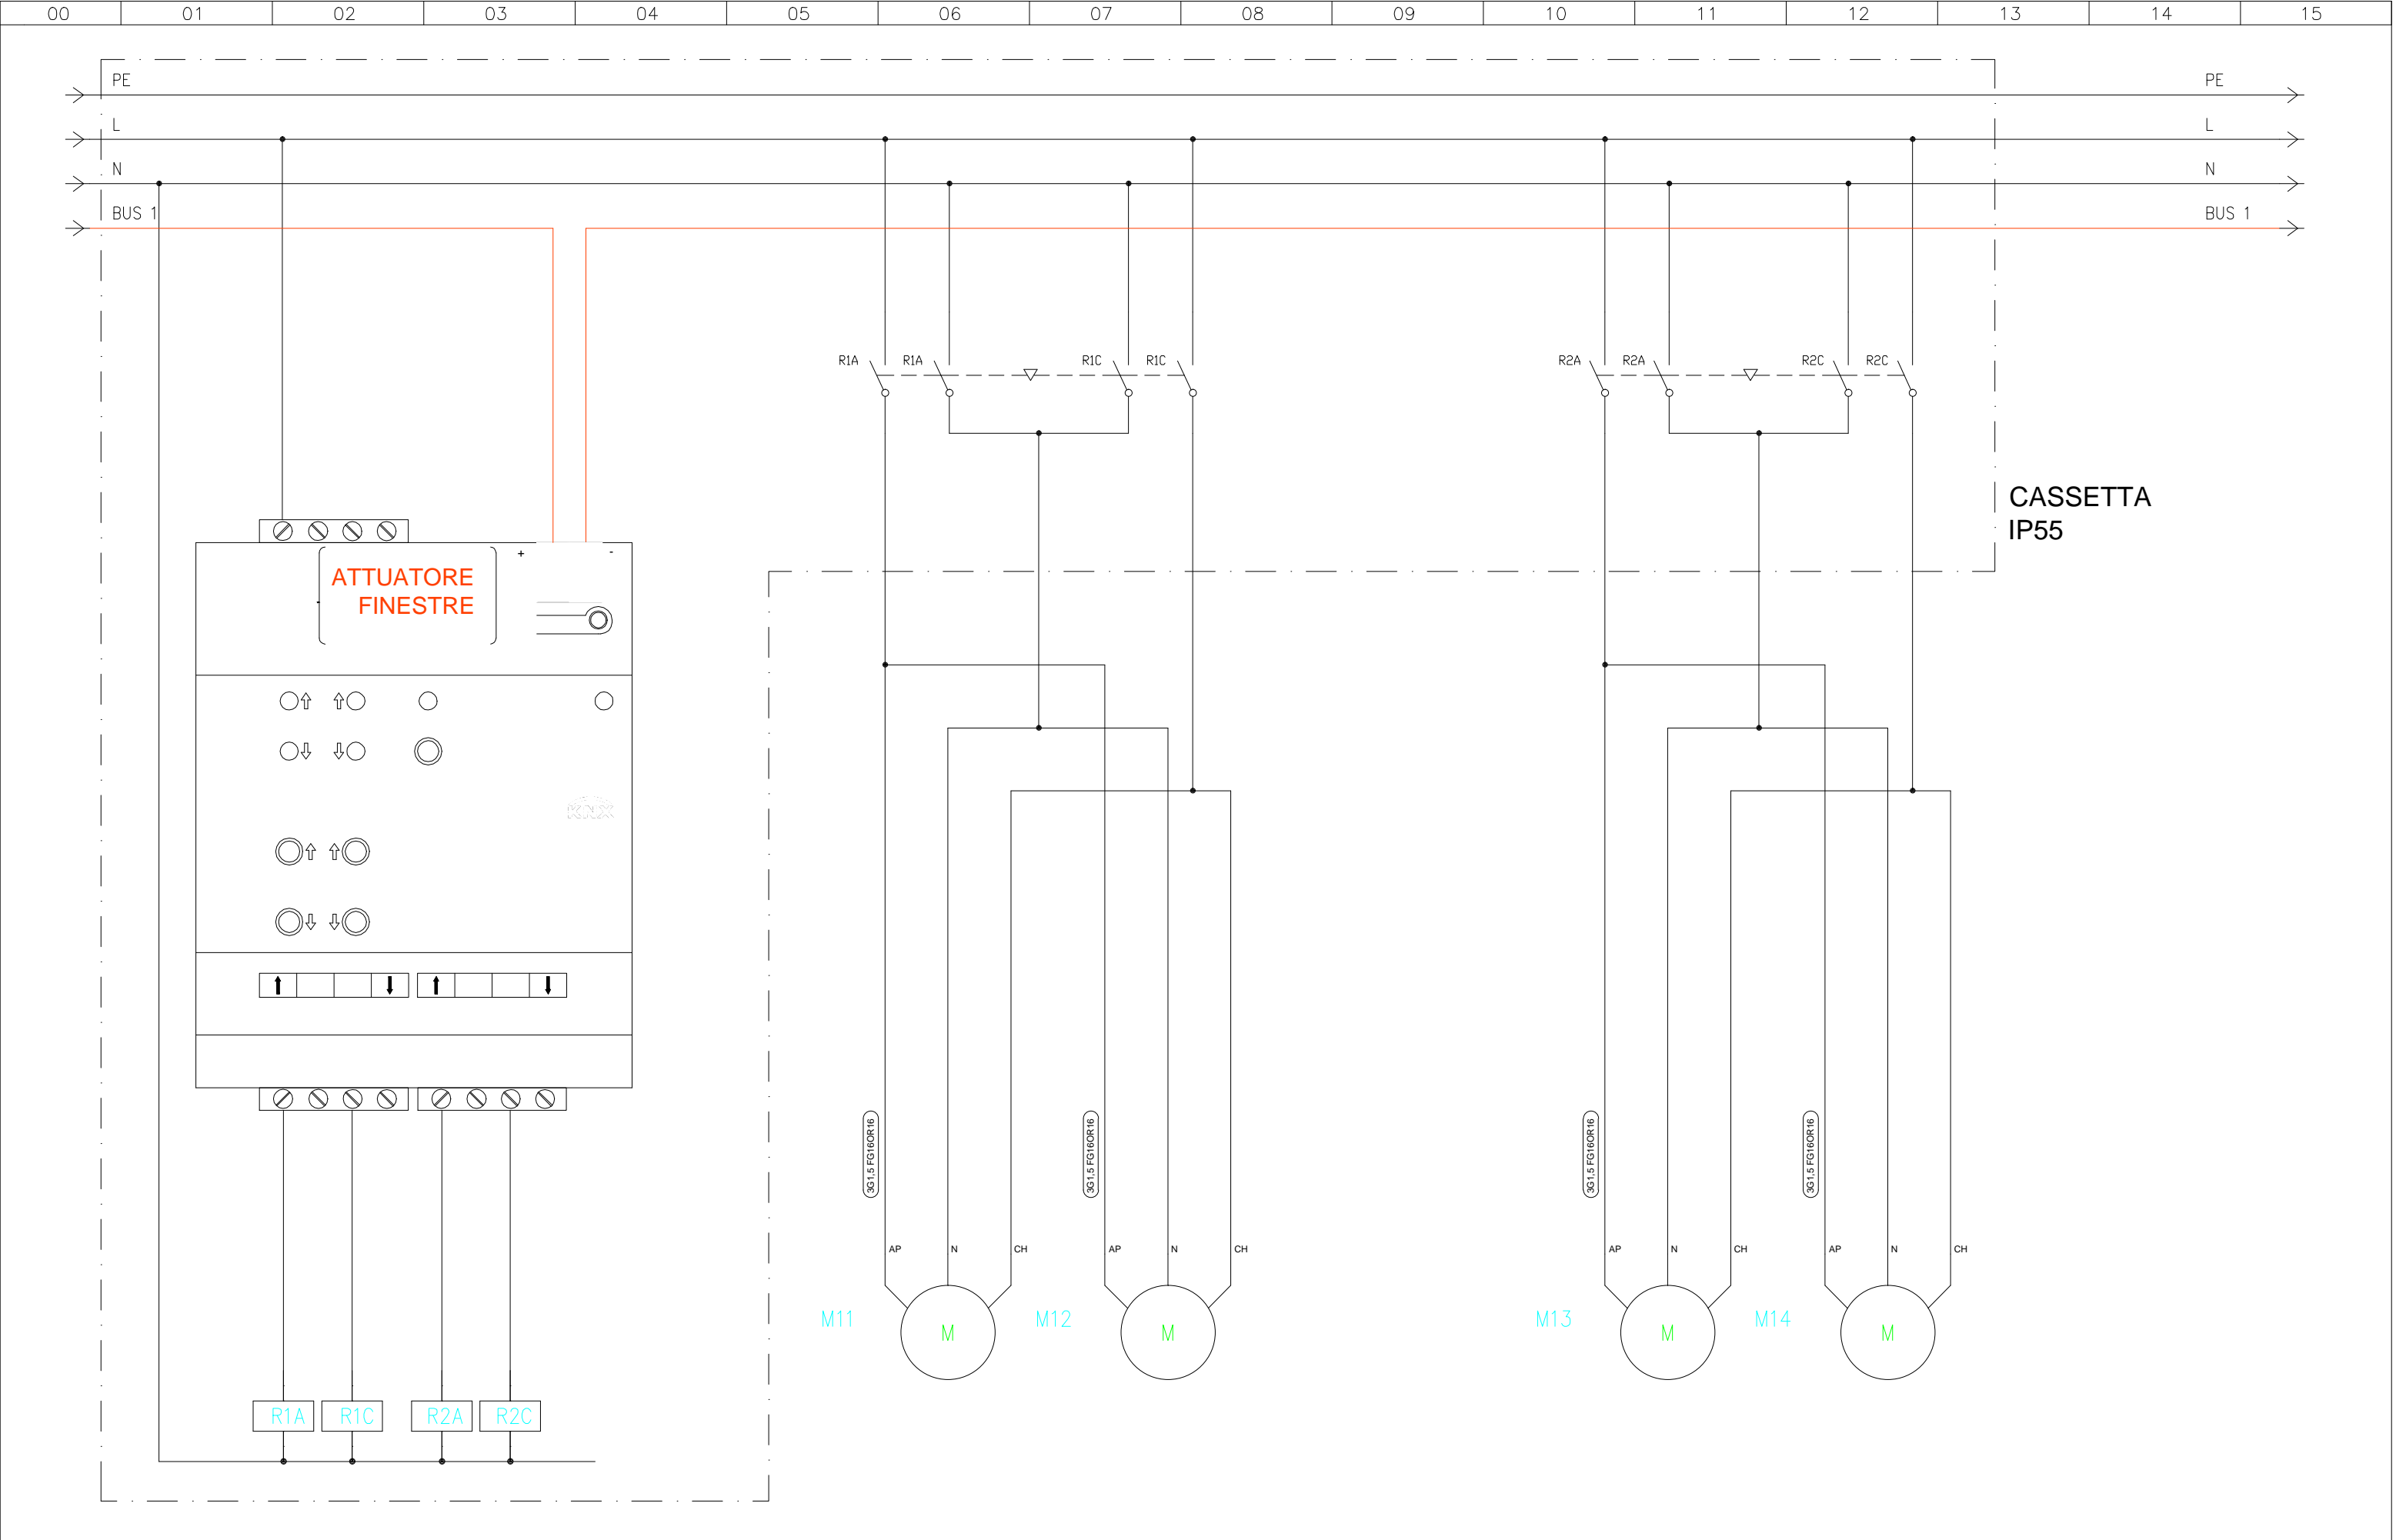 00 01 02 03 04 05 06 07 08 09 10 11 12 13 14 15
PE PE
L L
N N
BUS 1 BUS 1
R1A R1A R1C R1C R2A R2A R2C R2C
CASSETTA
IP55
+ -
ATTUATORE
FINESTRE
KNX
3G1,5 FG16OR16 3G1,5 FG16OR16 3G1,5 FG16OR16 3G1,5 FG16OR16
AP N CH AP N CH AP N CH AP N CH
M11 M M12 M M13 M M14 M
R1A R1C R2A R2C